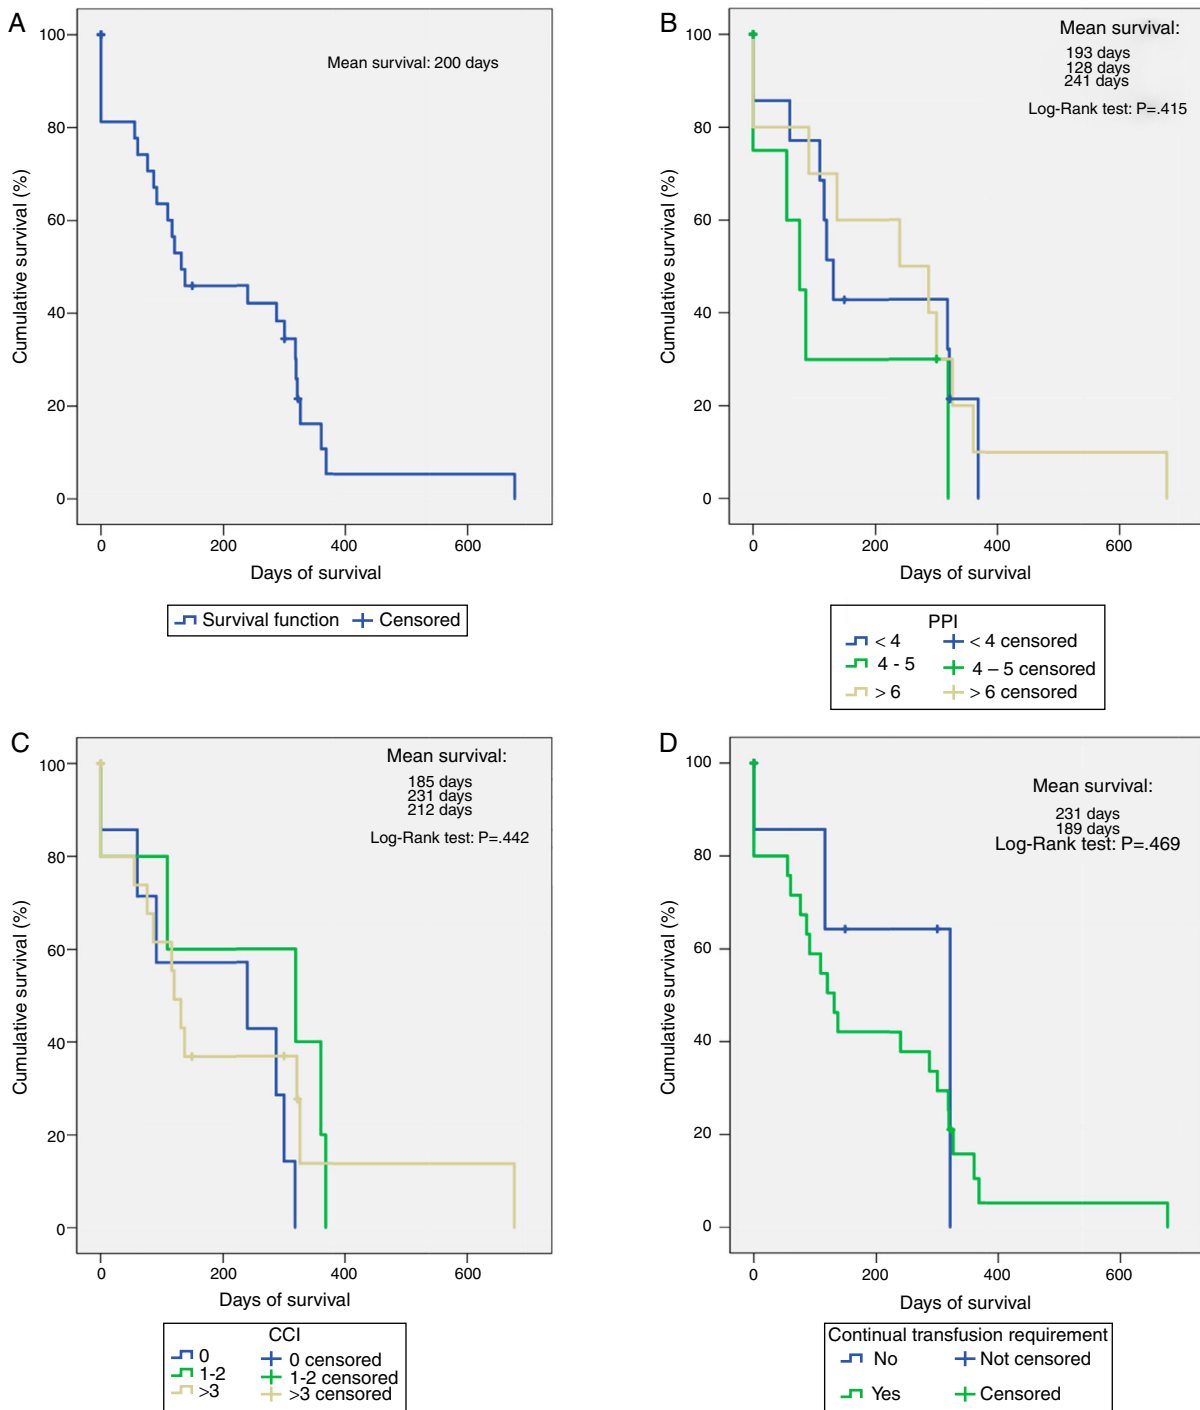 A
100
80
60
40
20
0
Cumulative survival (%)
Mean survival: 200 days
0 200 400 600
Days of survival
Survival function Censored
B
100
80
60
40
20
0
Cumulative survival (%)
Mean survival:
193 days
128 days
241 days
Log-Rank test: P=.415
0 200 400 600
Days of survival
PPI
< 4 < 4 censored
4 - 5 4 – 5 censored
> 6 > 6 censored
C
100
80
60
40
20
0
Cumulative survival (%)
Mean survival:
185 days
231 days
212 days
Log-Rank test: P=.442
0 200 400 600
Days of survival
CCI
0 0 censored
1-2 1-2 censored
>3 >3 censored
D
100
80
60
40
20
0
Cumulative survival (%)
Mean survival:
231 days
189 days
Log-Rank test: P=.469
0 200 400 600
Days of survival
Continual transfusion requirement
No Not censored
Yes Censored